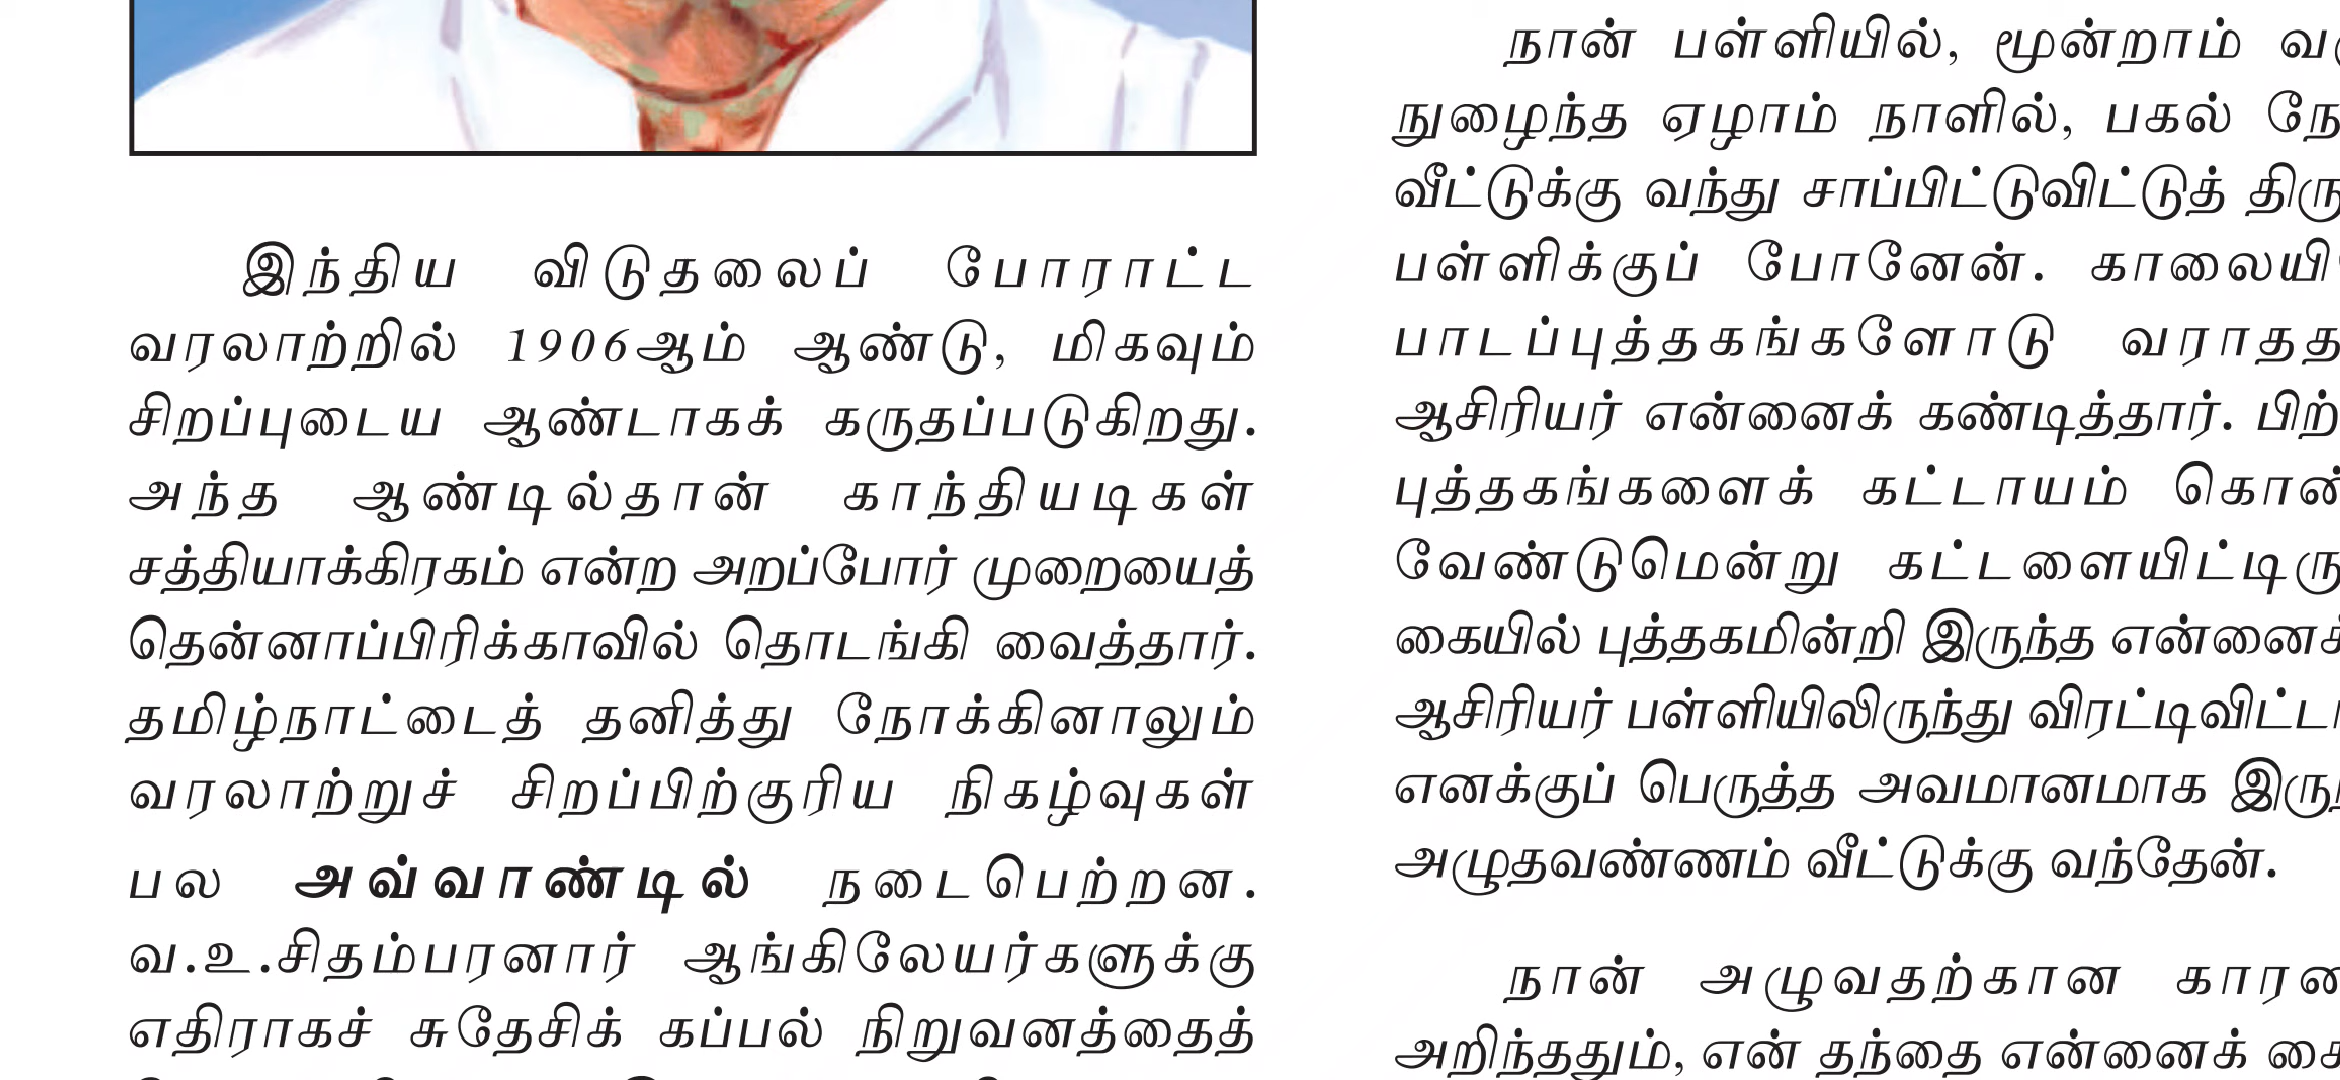 இந்திய விடுதலைப் போராட்ட
வரலாற்றில் 1906ஆம் ஆண்டு, மிகவும்
சிறப்புடைய ஆண்டாகக் கருதப்படுகிறது.
அந்த ஆண்டில்தான் காந்தியடிகள்
சத்தியாக்கிரகம் என்ற அறப்போர் முறையைத்
தென்னாப்பிரிக்காவில் தொடங்கி வைத்தார்.
தமிழ்நாட்டைத் தனித்து நோக்கினாலும்
வரலாற்றுச் சிறப்பிற்குரிய நிகழ்வுகள்
பல அவ்வாண்டில் நடைபெற்றன.
வ.உ.சிதம்பரனார் ஆங்கிலேயர்களுக்கு
எதிராகச் சுதேசிக் கப்பல் நிறுவனத்தைத்
நான் பள்ளியில், மூன்றாம்
நுழைந்த ஏழாம் நாளில், பகல்
வீட்டுக்கு வந்து சாப்பிட்டுவிட்டுத்
பள்ளிக்குப் போனேன்.
பாடப்புத்தகங்களோடு
ஆசிரியர் என்னைக் கண்டித்தார்.
புத்தகங்களைக் கட்டாயம்
வேண்டுமென்று
கையில் புத்தகமின்றி இருந்த
ஆசிரியர் பள்ளியிலிருந்து
எனக்குப் பெருத்த அவமானமாக
அழுதவண்ணம் வீட்டுக்கு வந்தேன்.
நான் அழுவதற்கான
அறிந்ததும், என் தந்தை என்னைக்